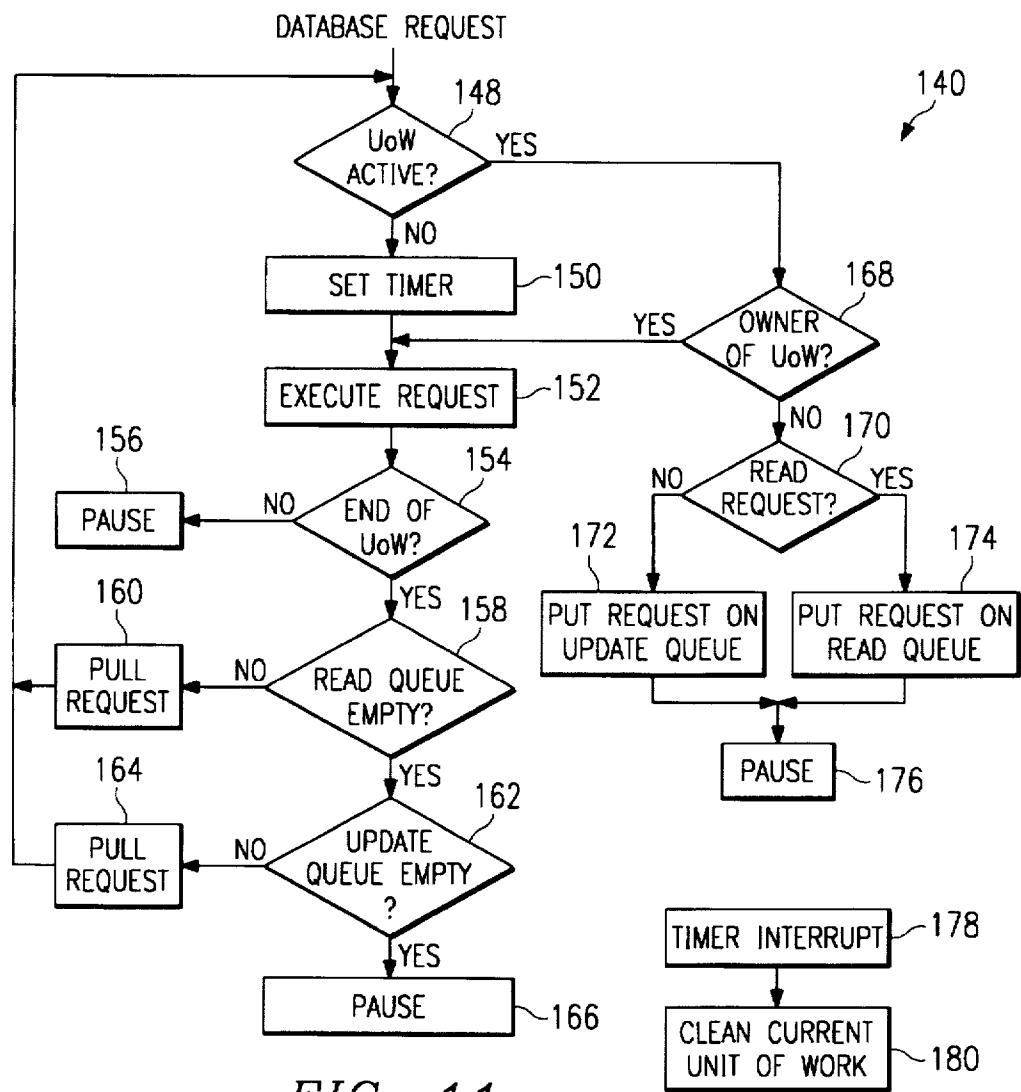 DATABASE REQUEST
140
148
UoW
ACTIVE?
YES
NO
SET TIMER
150
168
OWNER
OF UoW?
YES
NO
EXECUTE REQUEST
152
156
PAUSE
NO
154
END OF
UoW?
YES
170
READ
REQUEST?
NO
YES
172
PUT REQUEST ON
UPDATE QUEUE
174
PUT REQUEST ON
READ QUEUE
160
PULL
REQUEST
NO
158
READ QUEUE
EMPTY?
YES
PAUSE
176
164
PULL
REQUEST
NO
162
UPDATE
QUEUE EMPTY
?
YES
PAUSE
166
TIMER INTERRUPT
178
CLEAN CURRENT
UNIT OF WORK
180
FIG. 11